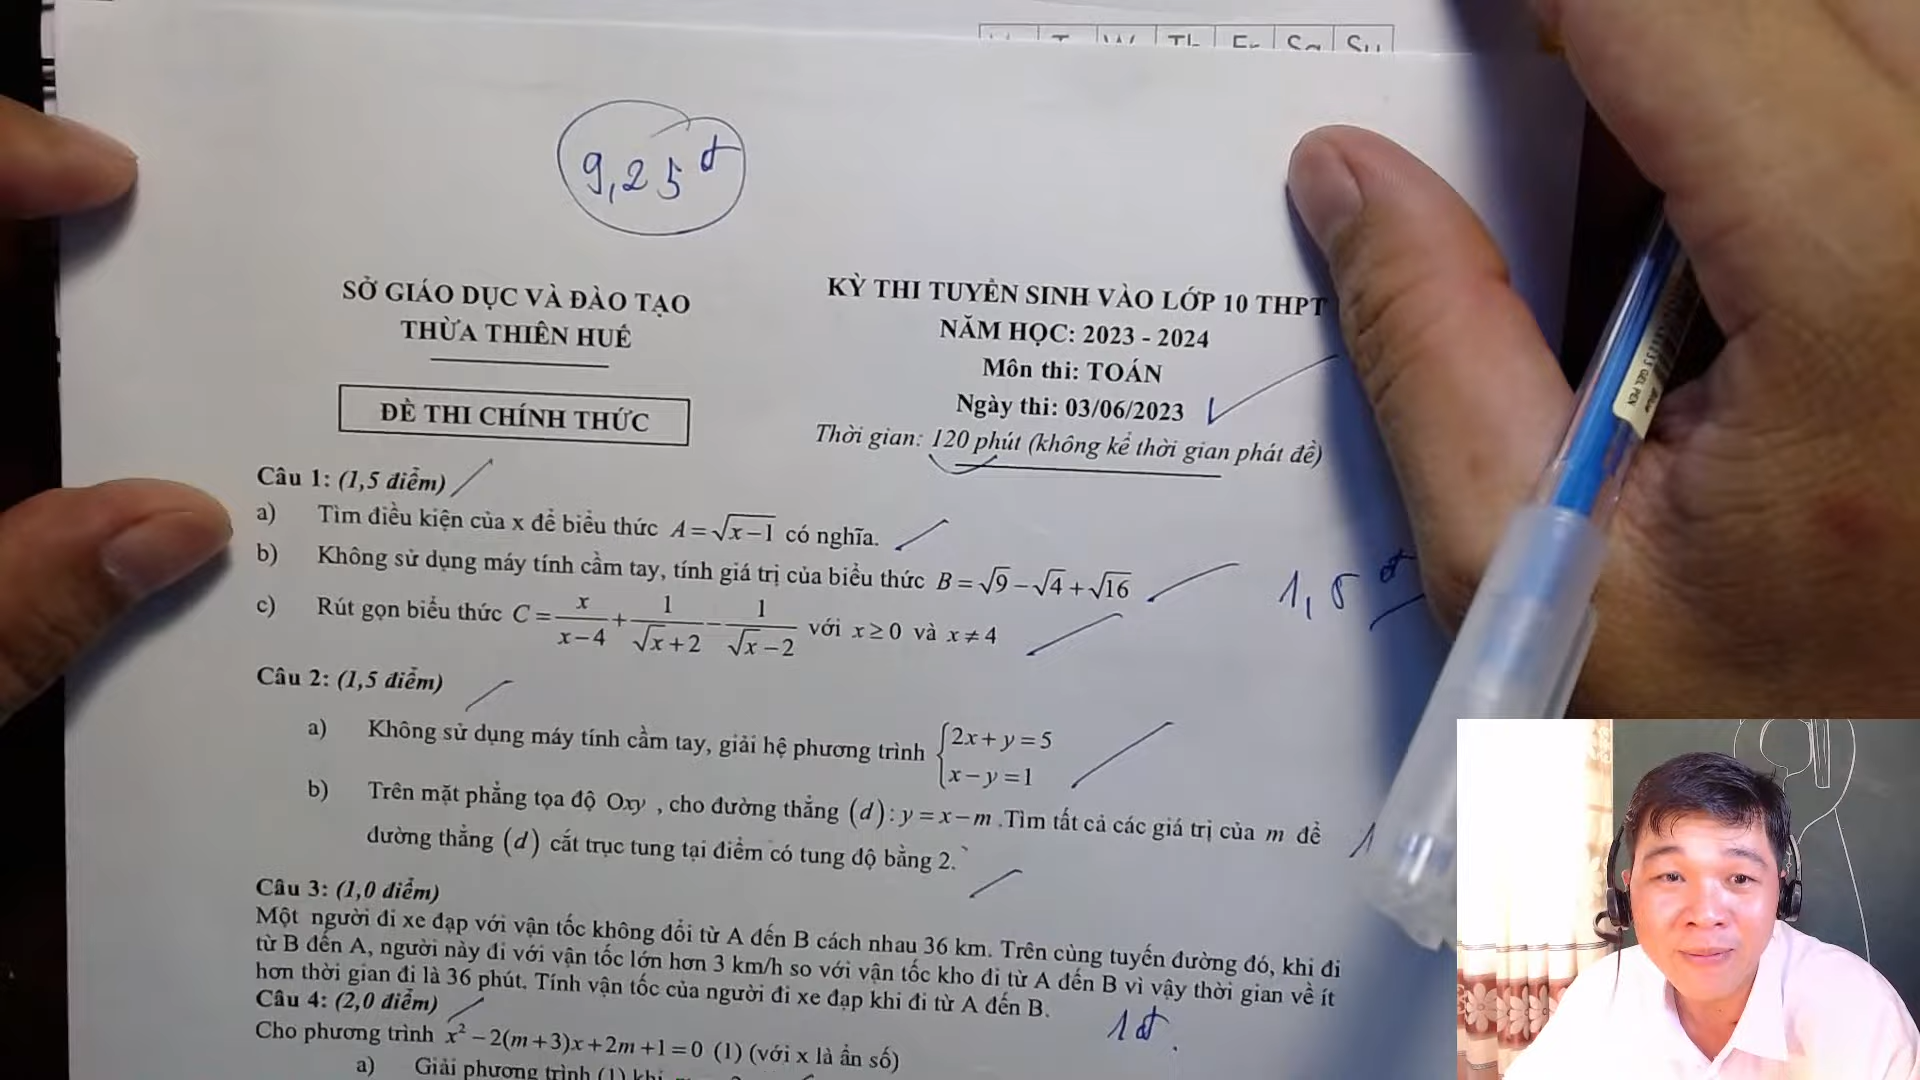 Th Fr Sa Su
9,25đ
SỞ GIÁO DỤC VÀ ĐÀO TẠO
THỪA THIÊN HUẾ
ĐỀ THI CHÍNH THỨC
KỲ THI TUYỂN SINH VÀO LỚP 10 THPT
NĂM HỌC: 2023 - 2024
Môn thi: TOÁN
Ngày thi: 03/06/2023
Thời gian: 120 phút (không kể thời gian phát đề)
Câu 1: (1,5 điểm)
a) Tìm điều kiện của x để biểu thức A = √(x−1) có nghĩa.
b) Không sử dụng máy tính cầm tay, tính giá trị của biểu thức B = √9 − √4 + √16
1,5đ
c) Rút gọn biểu thức C = x/(x−4) + 1/(√x+2) − 1/(√x−2) với x ≥ 0 và x ≠ 4
Câu 2: (1,5 điểm)
a) Không sử dụng máy tính cầm tay, giải hệ phương trình {2x + y = 5
x − y = 1
b) Trên mặt phẳng tọa độ Oxy , cho đường thẳng (d): y = x − m .Tìm tất cả các giá trị của m để
đường thẳng (d) cắt trục tung tại điểm có tung độ bằng 2.
Câu 3: (1,0 điểm)
Một người đi xe đạp với vận tốc không đổi từ A đến B cách nhau 36 km. Trên cùng tuyến đường đó, khi đi
từ B đến A, người này đi với vận tốc lớn hơn 3 km/h so với vận tốc kho đi từ A đến B vì vậy thời gian về ít
hơn thời gian đi là 36 phút. Tính vận tốc của người đi xe đạp khi đi từ A đến B.
1đ.
Câu 4: (2,0 điểm)
Cho phương trình x² − 2(m+3)x + 2m + 1 = 0 (1) (với x là ẩn số)
a) Giải phương trình (1) khi
GEL PEN